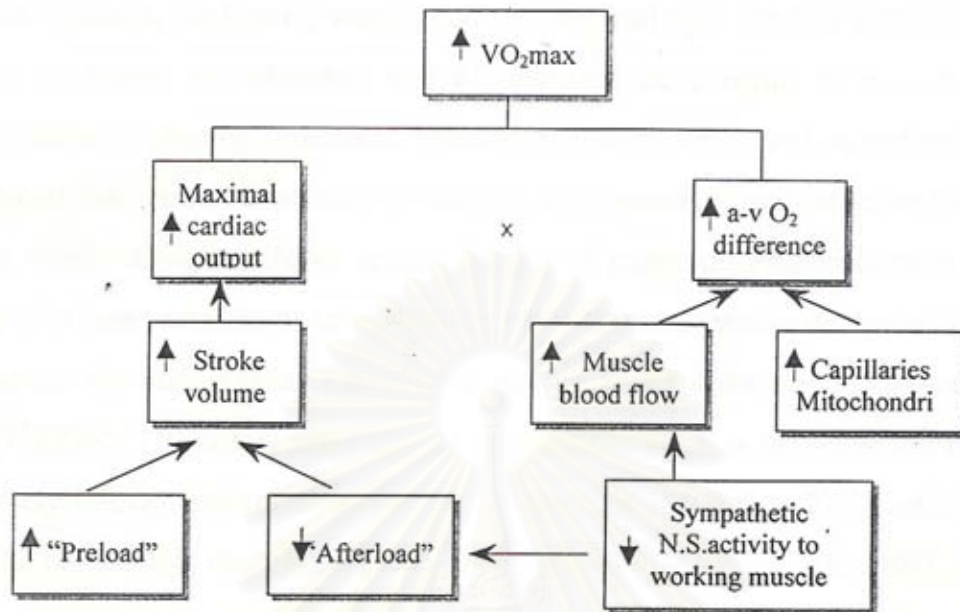 ↑ VO₂max
Maximal
↑ cardiac
output
x
↑ a-v O₂
difference
↑ Stroke
volume
↑ Muscle
blood flow
↑ Capillaries
Mitochondri
↑ “Preload”
↓ “Afterload”
Sympathetic
N.S.activity to
↓ working muscle